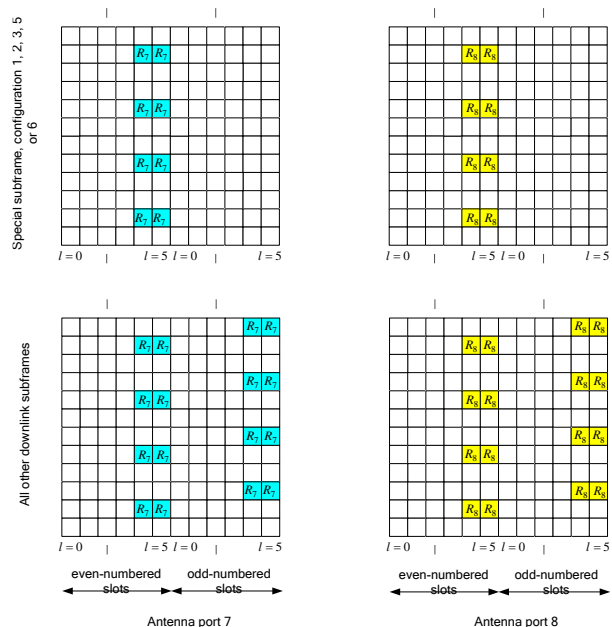 Special subframe, configuration 1, 2, 3, 5
or 6
R7 R7 R8 R8
R7 R7 R8 R8
R7 R7 R8 R8
R7 R7 R8 R8
l = 0 l = 5 l = 0 l = 5 l = 0 l = 5 l = 0 l = 5
All other downlink subframes
R7 R7 R8 R8
R7 R7 R8 R8
R7 R7 R8 R8
R7 R7 R8 R8
R7 R7 R8 R8
R7 R7 R8 R8
R7 R7 R8 R8
R7 R7 R8 R8
l = 0 l = 5 l = 0 l = 5 l = 0 l = 5 l = 0 l = 5
even-numbered odd-numbered even-numbered odd-numbered
slots slots slots slots
Antenna port 7 Antenna port 8